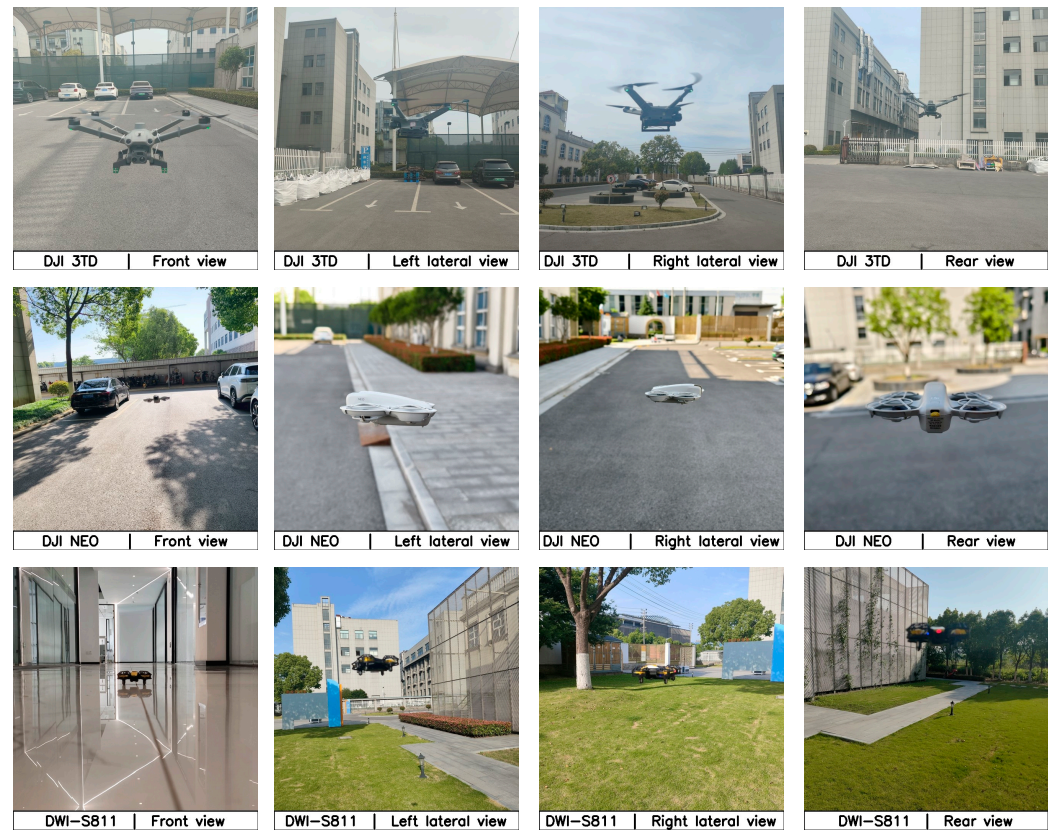 DJI 3TD | Front view
DJI 3TD | Left lateral view
DJI 3TD | Right lateral view
DJI 3TD | Rear view
DJI NEO | Front view
DJI NEO | Left lateral view
DJI NEO | Right lateral view
DJI NEO | Rear view
DWI-S811 | Front view
DWI-S811 | Left lateral view
DWI-S811 | Right lateral view
DWI-S811 | Rear view